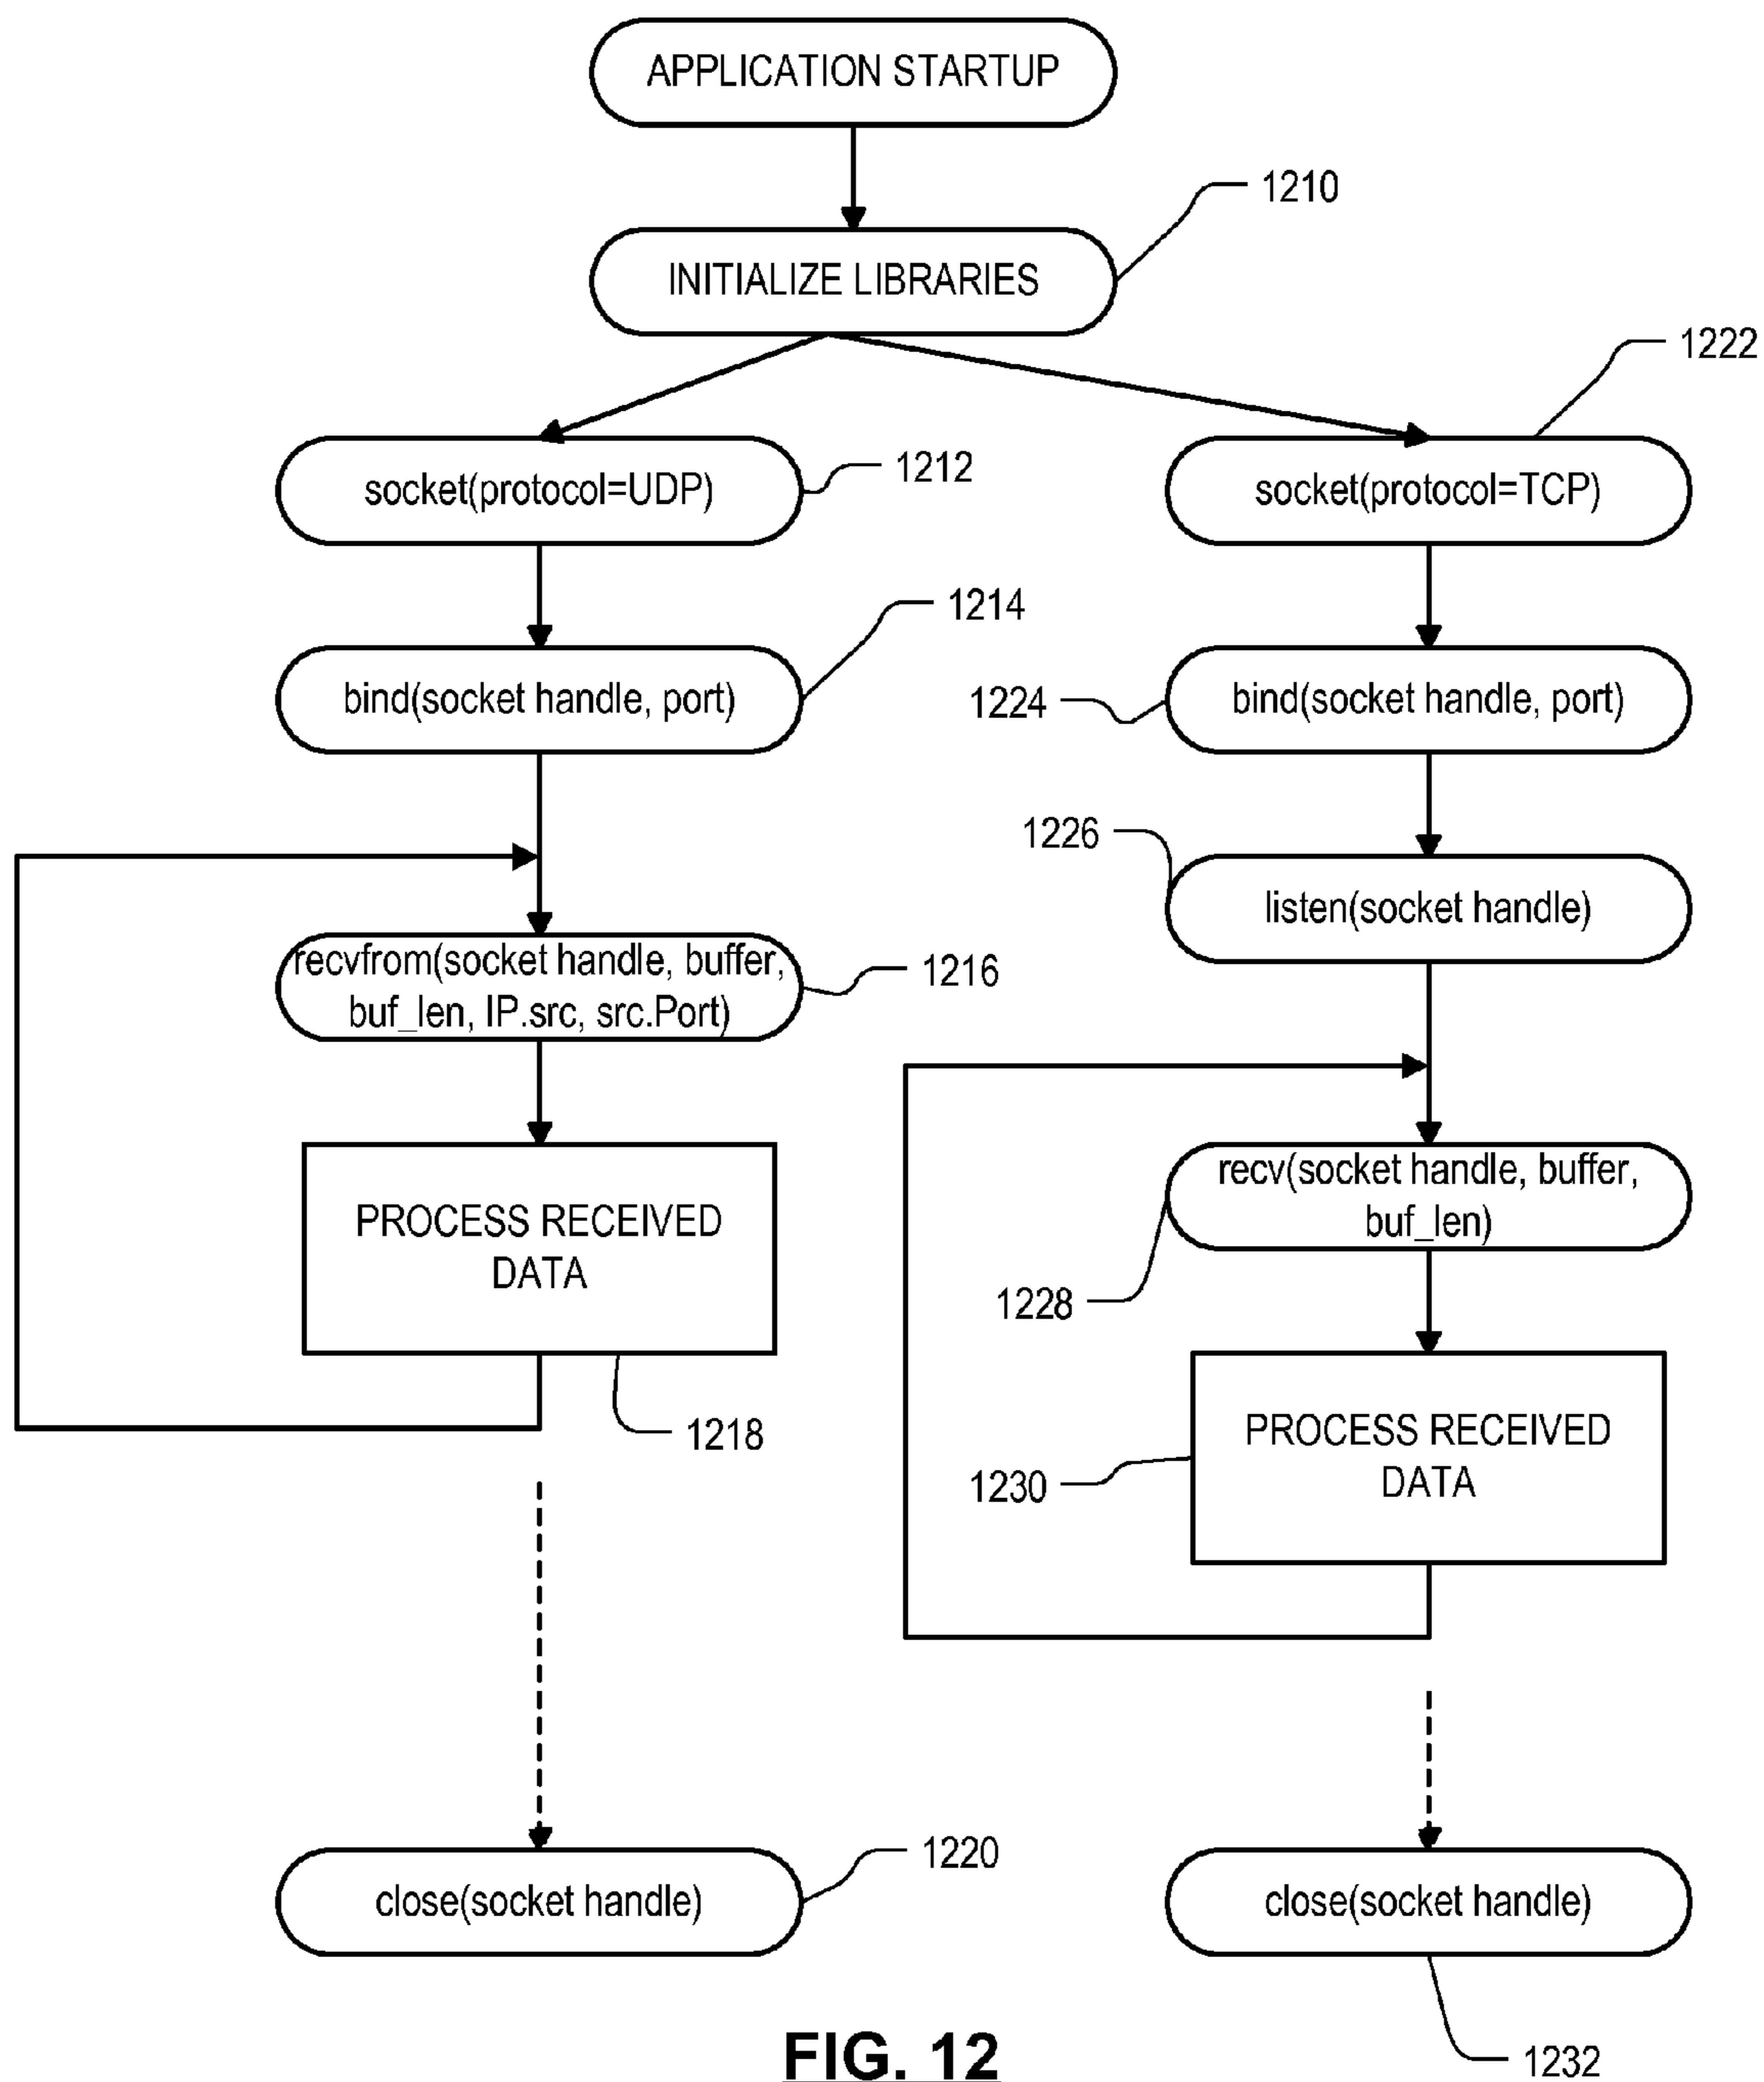 APPLICATION STARTUP
1210
INITIALIZE LIBRARIES
1222
socket(protocol=UDP)
1212
socket(protocol=TCP)
1214
bind(socket handle, port)
1224
bind(socket handle, port)
1226
listen(socket handle)
recvfrom(socket handle, buffer,
buf_len, IP.src, src.Port)
1216
recv(socket handle, buffer,
buf_len)
1228
PROCESS RECEIVED
DATA
1218
PROCESS RECEIVED
DATA
1230
close(socket handle)
1220
close(socket handle)
1232
FIG. 12